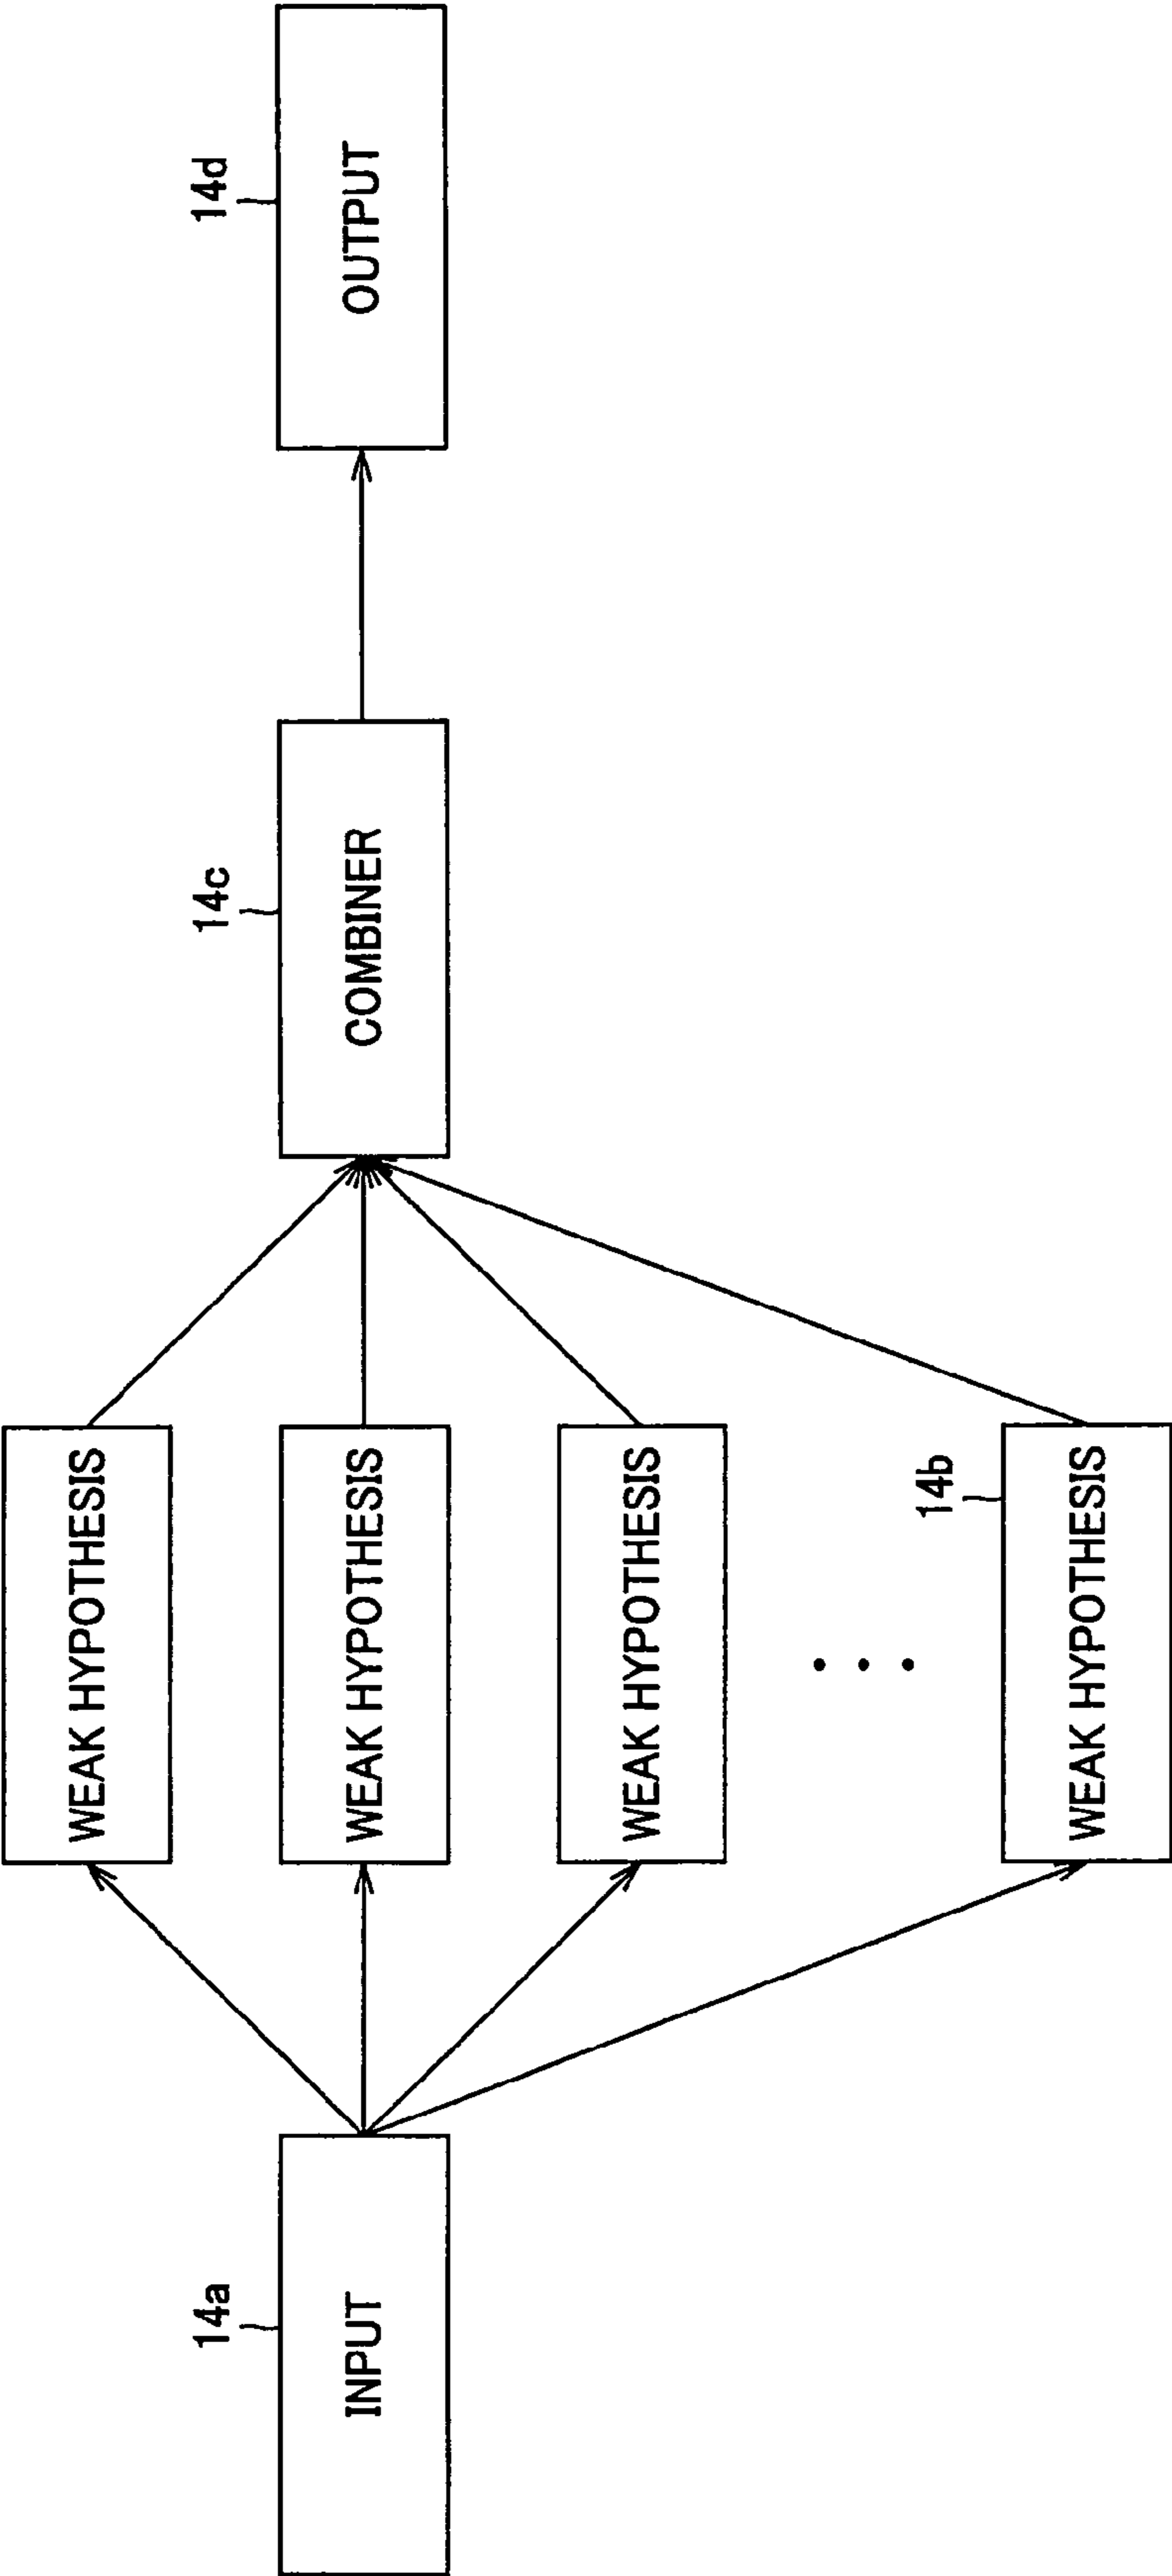 14a
INPUT
WEAK HYPOTHESIS
WEAK HYPOTHESIS
WEAK HYPOTHESIS
14b
WEAK HYPOTHESIS
14c
COMBINER
14d
OUTPUT